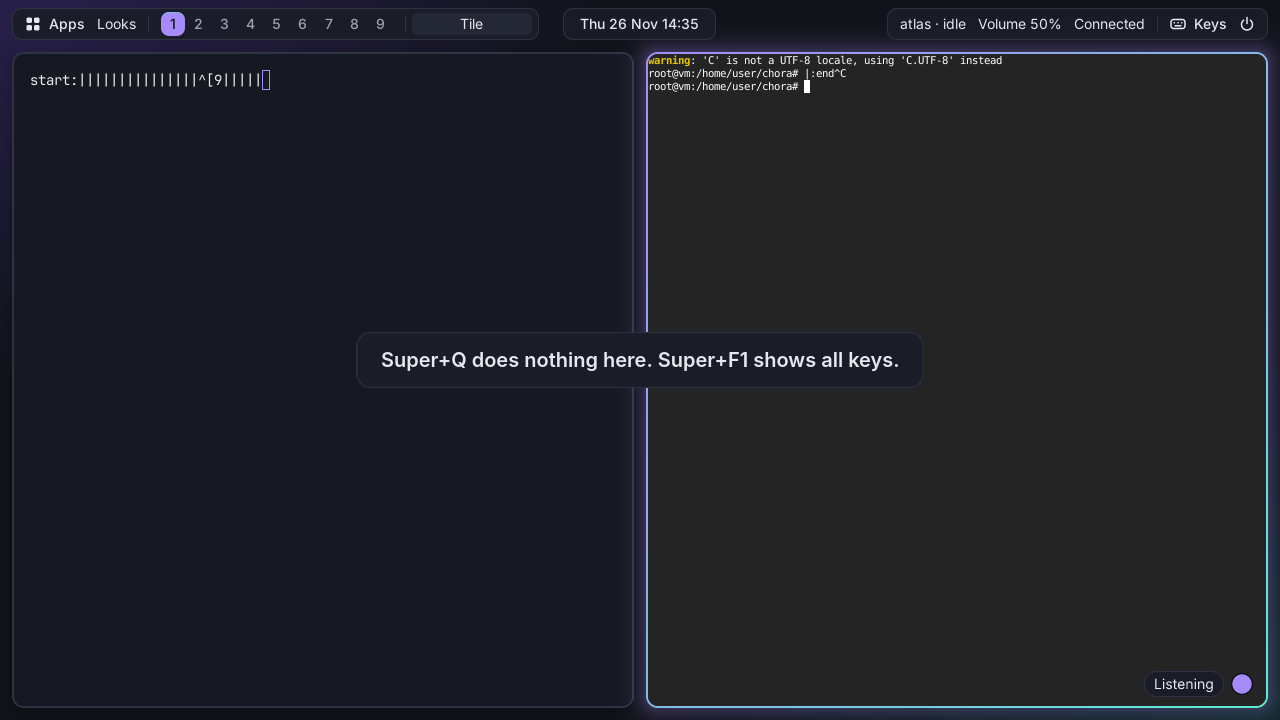 Apps Looks 1 2 3 4 5 6 7 8 9 Tile Thu 26 Nov 14:35 atlas · idle Volume 50% Connected Keys
start:|||||||||||||||^[9|||||
warning: 'C' is not a UTF-8 locale, using 'C.UTF-8' instead
root@vm:/home/user/chora# |:end^C
root@vm:/home/user/chora#
Super+Q does nothing here. Super+F1 shows all keys.
Listening